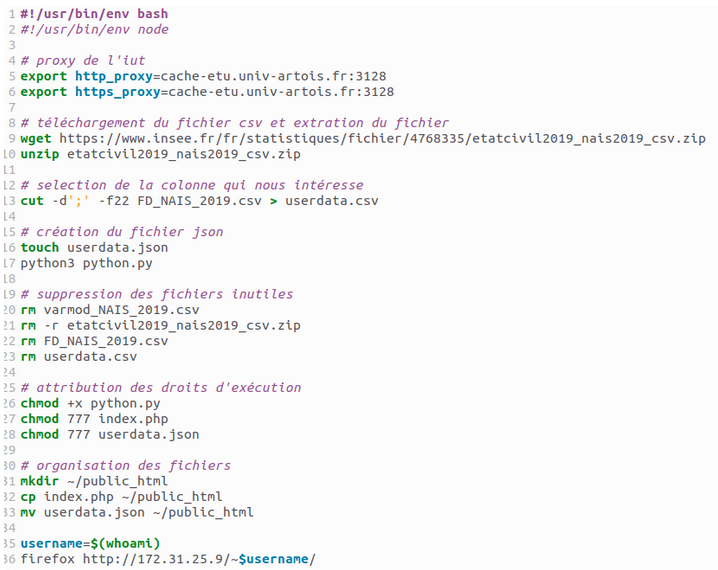 1 #!/usr/bin/env bash
2 #!/usr/bin/env node
3
4 # proxy de l'iut
5 export http_proxy=cache-etu.univ-artois.fr:3128
6 export https_proxy=cache-etu.univ-artois.fr:3128
7
8 # téléchargement du fichier csv et extration du fichier
9 wget https://www.insee.fr/fr/statistiques/fichier/4768335/etatcivil2019_nais2019_csv.zip
10 unzip etatcivil2019_nais2019_csv.zip
11
12 # selection de la colonne qui nous intéresse
13 cut -d';' -f22 FD_NAIS_2019.csv > userdata.csv
14
15 # création du fichier json
16 touch userdata.json
17 python3 python.py
18
19 # suppression des fichiers inutiles
20 rm varmod_NAIS_2019.csv
21 rm -r etatcivil2019_nais2019_csv.zip
22 rm FD_NAIS_2019.csv
23 rm userdata.csv
24
25 # attribution des droits d'exécution
26 chmod +x python.py
27 chmod 777 index.php
28 chmod 777 userdata.json
29
30 # organisation des fichiers
31 mkdir ~/public_html
32 cp index.php ~/public_html
33 mv userdata.json ~/public_html
34
35 username=$(whoami)
36 firefox http://172.31.25.9/~$username/